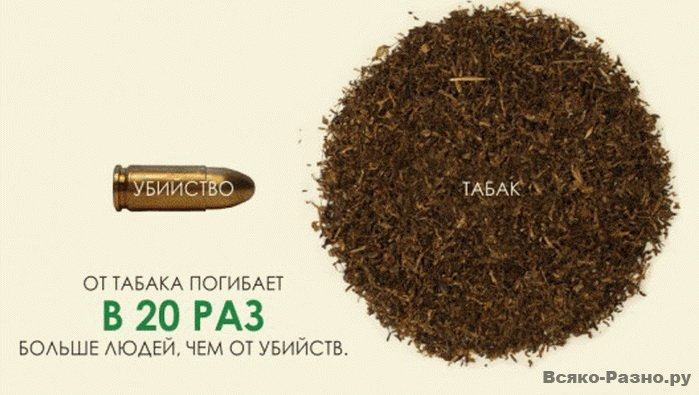 УБИЙСТВО
ТАБАК
ОТ ТАБАКА ПОГИБАЕТ
В 20 РАЗ
БОЛЬШЕ ЛЮДЕЙ, ЧЕМ ОТ УБИЙСТВ.
Всяко-Разно.ру